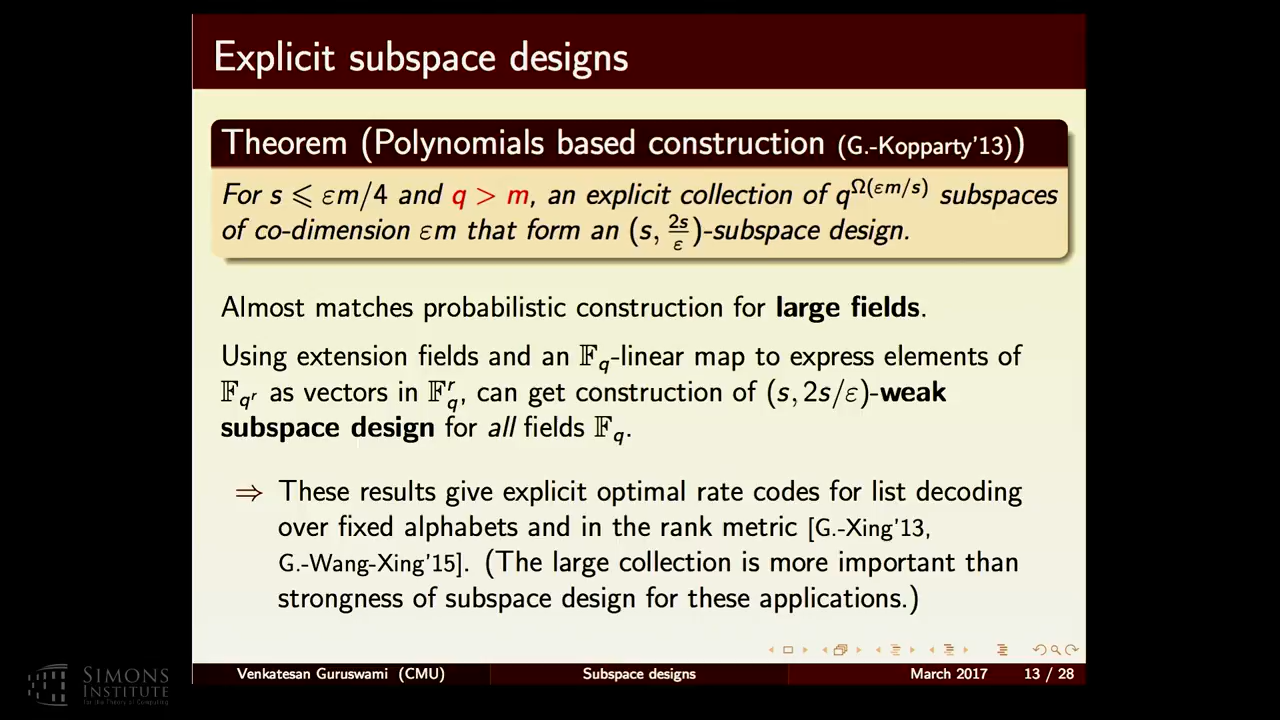 Explicit subspace designs
Theorem (Polynomials based construction (G.-Kopparty'13))
For s ⩽ εm/4 and q > m, an explicit collection of q^Ω(εm/s) subspaces
of co-dimension εm that form an (s, 2s/ε)-subspace design.
Almost matches probabilistic construction for large fields.
Using extension fields and an 𝔽_q-linear map to express elements of
𝔽_{q^r} as vectors in 𝔽_q^r, can get construction of (s, 2s/ε)-weak
subspace design for all fields 𝔽_q.
⇒ These results give explicit optimal rate codes for list decoding
over fixed alphabets and in the rank metric [G.-Xing'13,
G.-Wang-Xing'15]. (The large collection is more important than
strongness of subspace design for these applications.)
Venkatesan Guruswami (CMU) Subspace designs March 2017 13 / 28
SIMONS
INSTITUTE
for the Theory of Computing